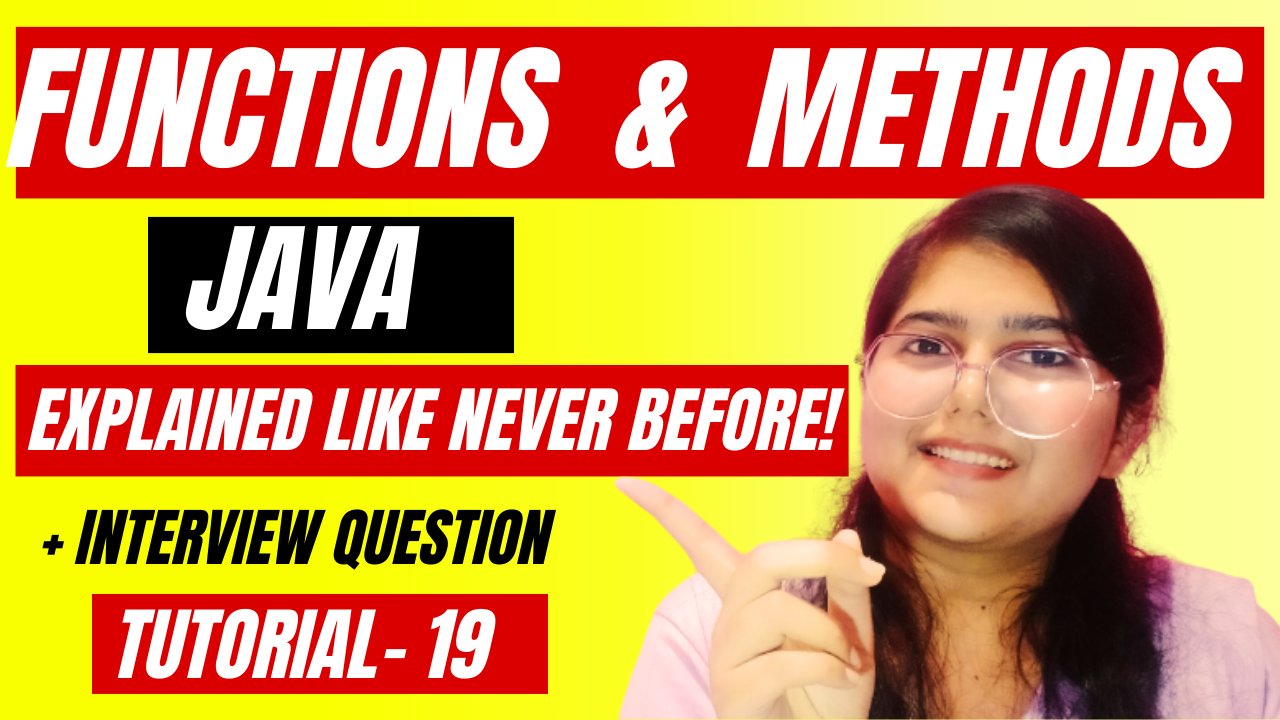 FUNCTIONS & METHODS
JAVA
EXPLAINED LIKE NEVER BEFORE!
+ INTERVIEW QUESTION
TUTORIAL- 19